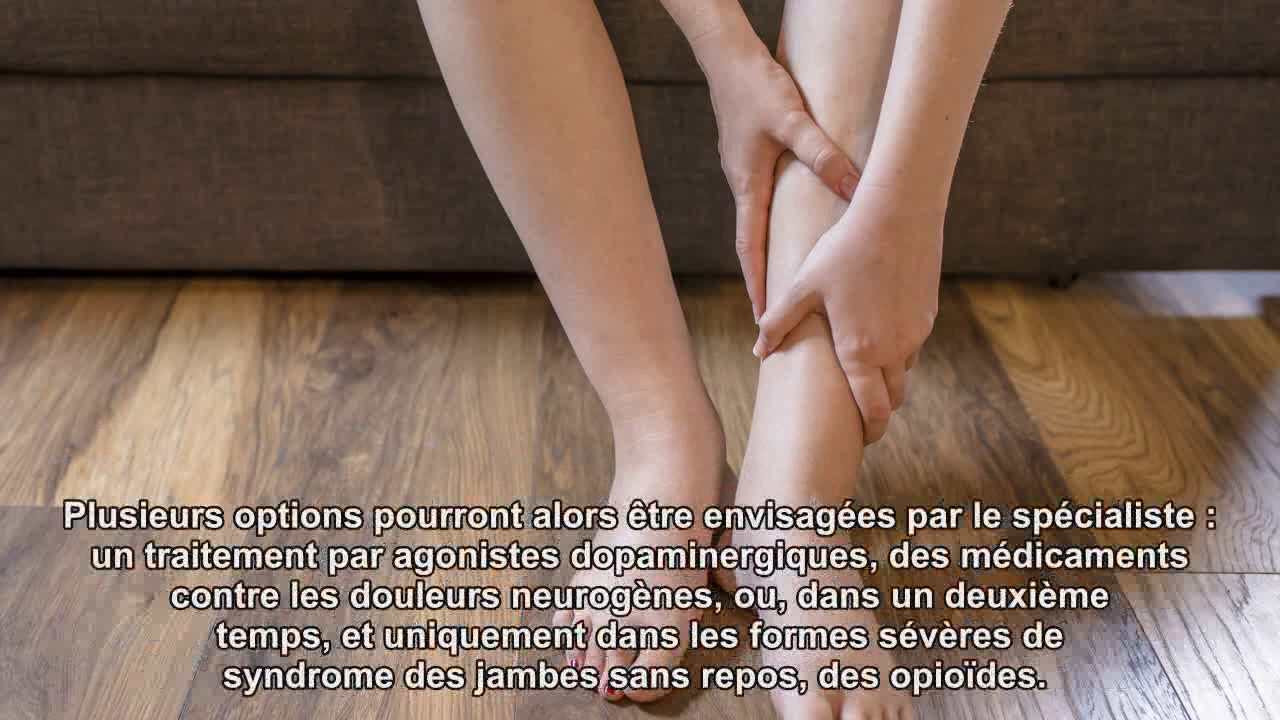 Plusieurs options pourront alors être envisagées par le spécialiste :
un traitement par agonistes dopaminergiques, des médicaments
contre les douleurs neurogènes, ou, dans un deuxième
temps, et uniquement dans les formes sévères de
syndrome des jambes sans repos, des opioïdes.